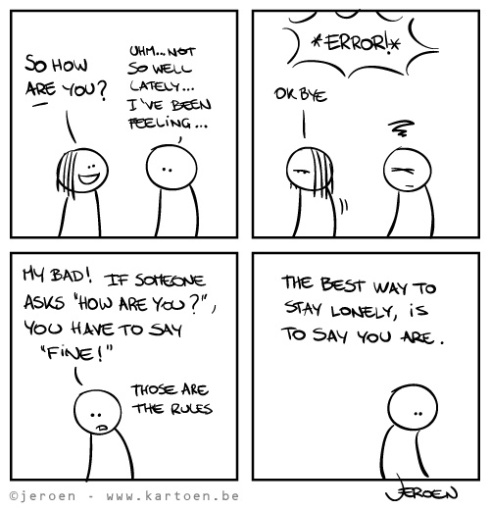 SO HOW
ARE YOU?
UHM... NOT
SO WELL
LATELY...
I'VE BEEN
FEELING...
*ERROR!*
OK BYE
MY BAD! IF SOMEONE
ASKS "HOW ARE YOU?",
YOU HAVE TO SAY
"FINE!"
THOSE ARE
THE RULES
THE BEST WAY TO
STAY LONELY, IS
TO SAY YOU ARE.
JEROEN
©jeroen - www.kartoen.be